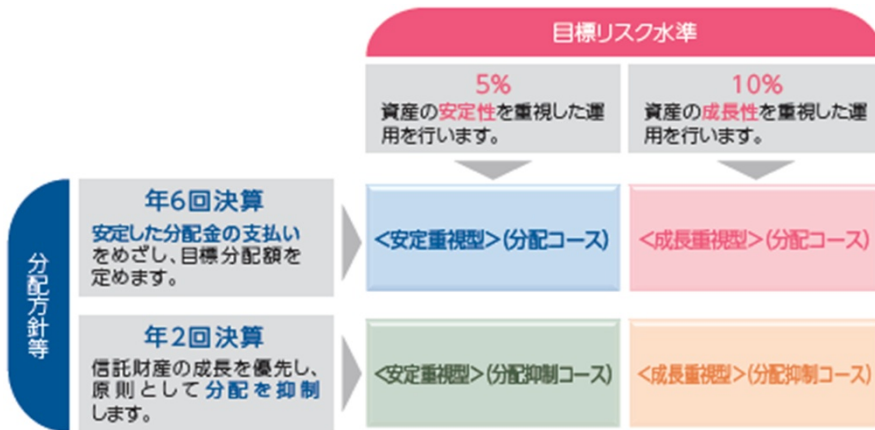 目標リスク水準
5%
資産の安定性を重視した運
用を行います。
10%
資産の成長性を重視した運
用を行います。
分配方針等
年6回決算
安定した分配金の支払い
をめざし、目標分配額を
定めます。
<安定重視型>(分配コース)
<成長重視型>(分配コース)
年2回決算
信託財産の成長を優先し、
原則として分配を抑制
します。
<安定重視型>(分配抑制コース)
<成長重視型>(分配抑制コース)